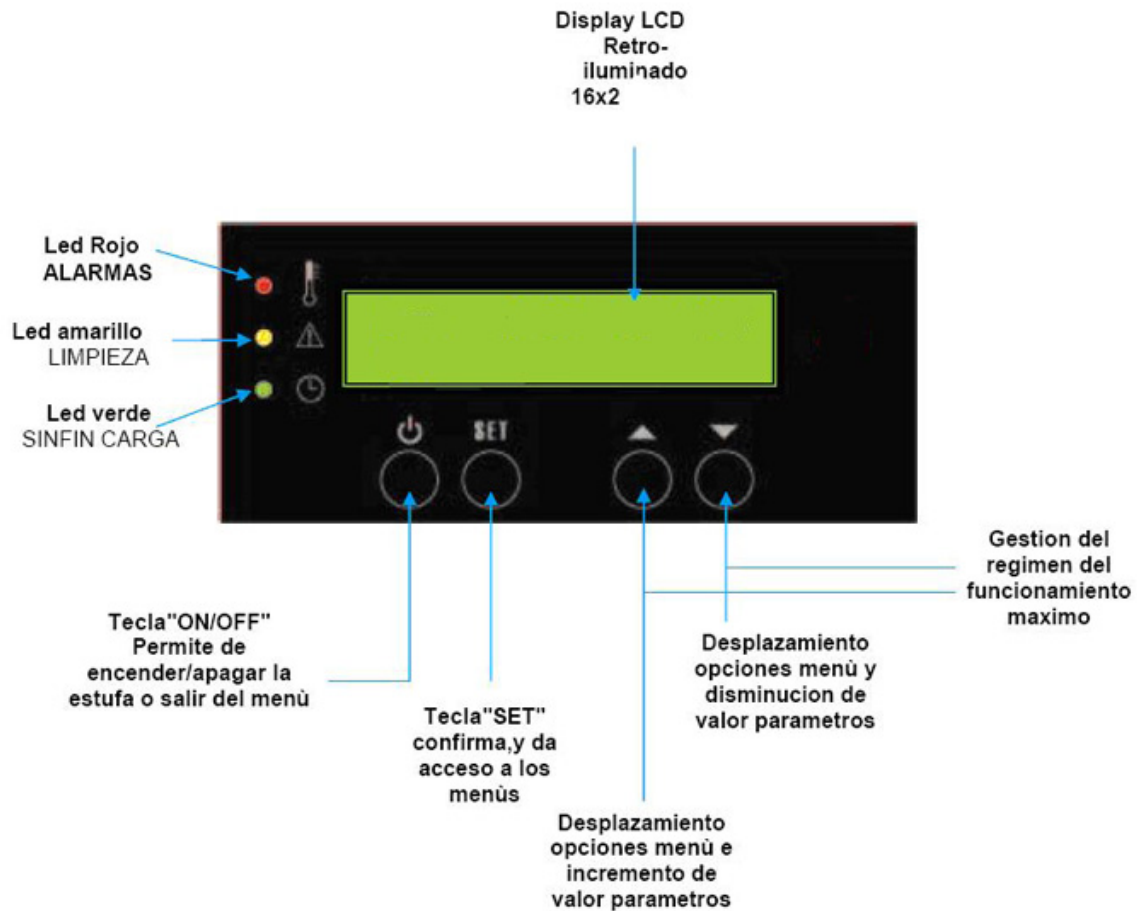 Display LCD
Retro-
iluminado
16x2
Led Rojo
ALARMAS
Led amarillo
LIMPIEZA
Led verde
SINFIN CARGA
SET
Gestion del
regimen del
funcionamiento
maximo
Tecla"ON/OFF"
Permite de
encender/apagar la
estufa o salir del menù
Tecla"SET"
confirma,y da
acceso a los
menùs
Desplazamiento
opciones menù y
disminucion de
valor parametros
Desplazamiento
opciones menù e
incremento de
valor parametros